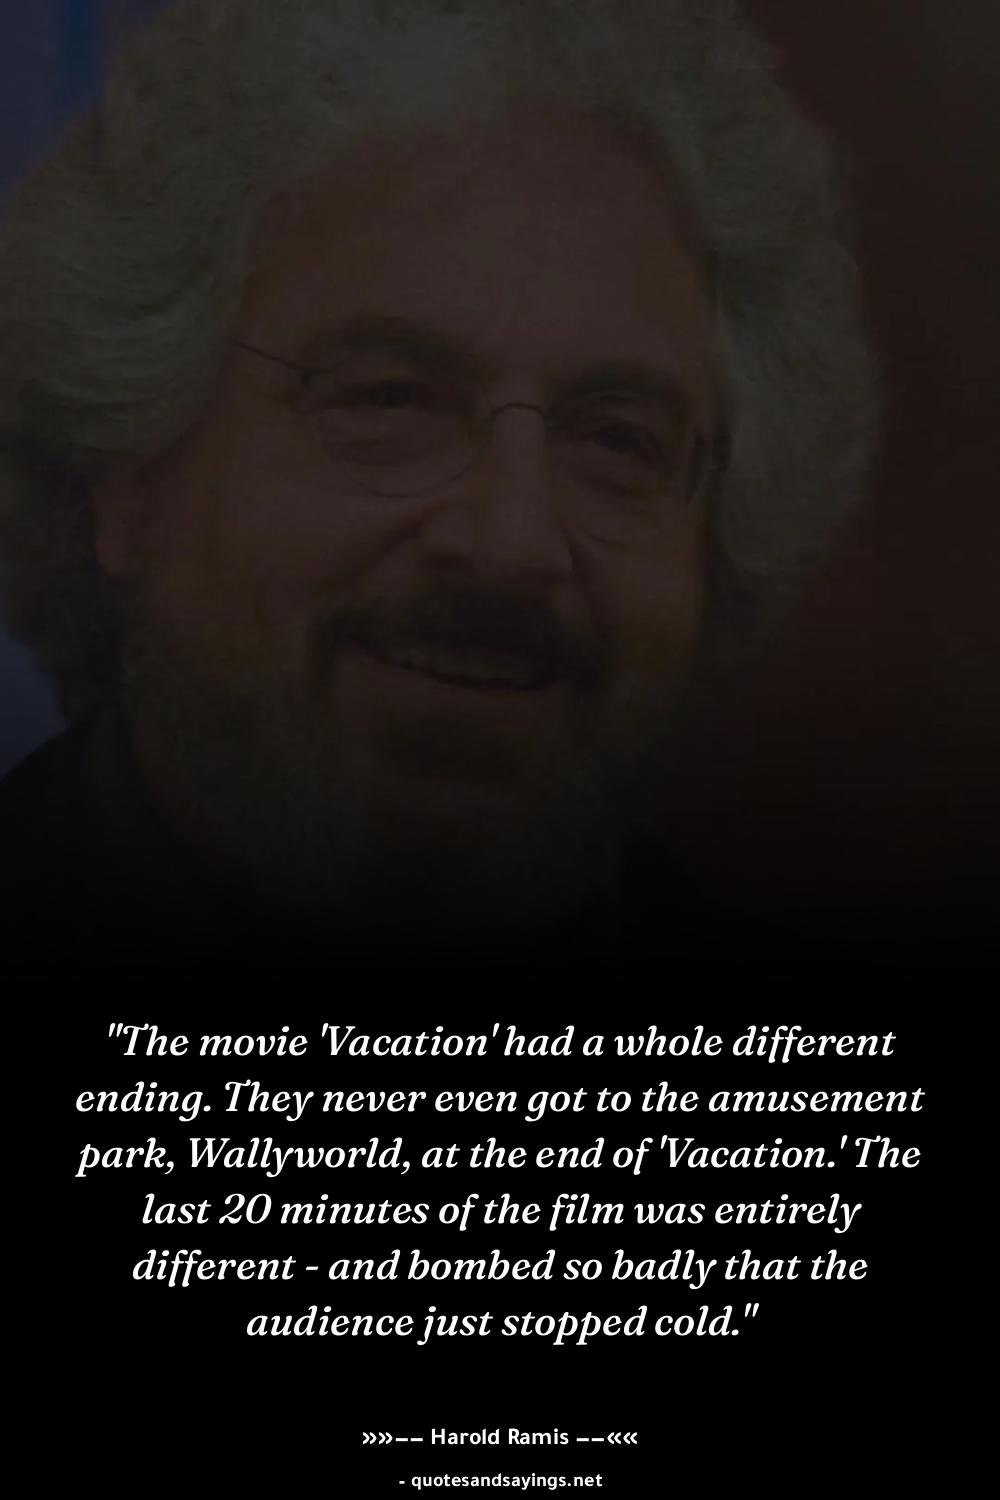 "The movie 'Vacation' had a whole different
ending. They never even got to the amusement
park, Wallyworld, at the end of 'Vacation.' The
last 20 minutes of the film was entirely
different - and bombed so badly that the
audience just stopped cold."
»»–– Harold Ramis ––««
- quotesandsayings.net